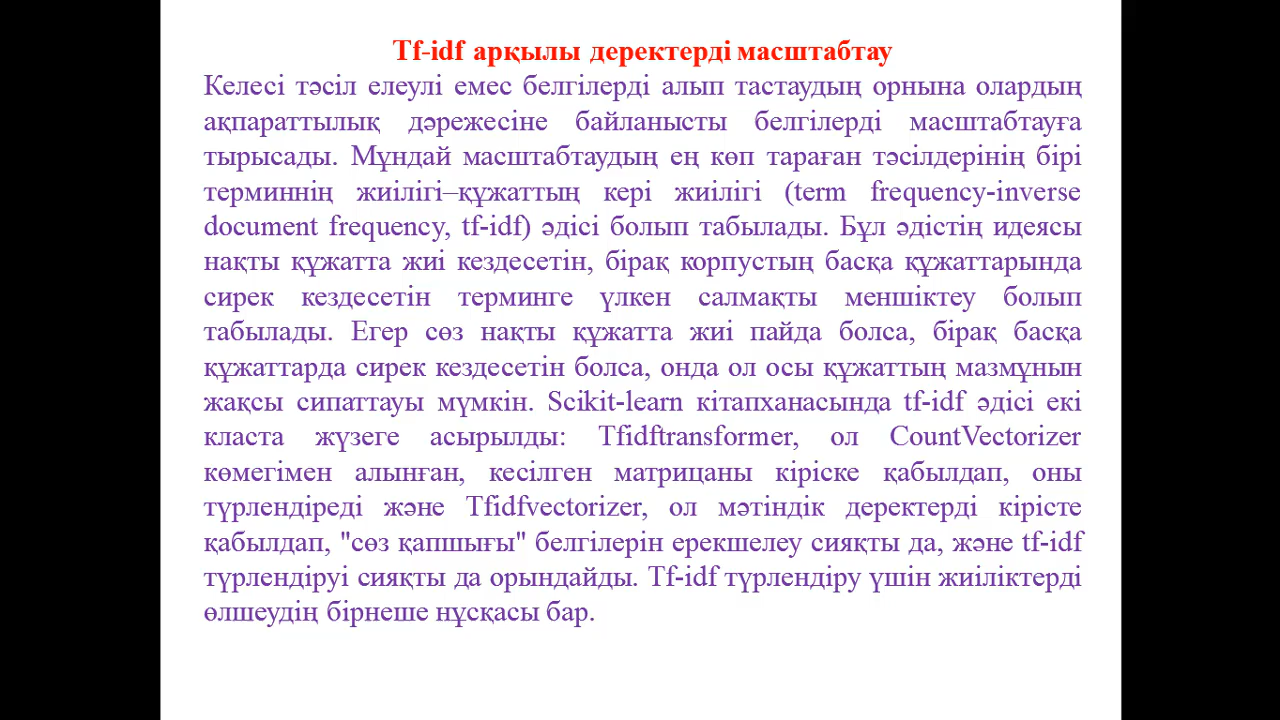 Tf-idf арқылы деректерді масштабтау
Келесі тәсіл елеулі емес белгілерді алып тастаудың орнына олардың
ақпараттылық дәрежесіне байланысты белгілерді масштабтауға
тырысады. Мұндай масштабтаудың ең көп тараған тәсілдерінің бірі
терминнің жиілігі–құжаттың кері жиілігі (term frequency-inverse
document frequency, tf-idf) әдісі болып табылады. Бұл әдістің идеясы
нақты құжатта жиі кездесетін, бірақ корпустың басқа құжаттарында
сирек кездесетін терминге үлкен салмақты меншіктеу болып
табылады. Егер сөз нақты құжатта жиі пайда болса, бірақ басқа
құжаттарда сирек кездесетін болса, онда ол осы құжаттың мазмұнын
жақсы сипаттауы мүмкін. Scikit-learn кітапханасында tf-idf әдісі екі
класта жүзеге асырылды: Tfidftransformer, ол CountVectorizer
көмегімен алынған, кесілген матрицаны кіріске қабылдап, оны
түрлендіреді және Tfidfvectorizer, ол мәтіндік деректерді кірісте
қабылдап, "сөз қапшығы" белгілерін ерекшелеу сияқты да, және tf-idf
түрлендіруі сияқты да орындайды. Tf-idf түрлендіру үшін жиіліктерді
өлшеудің бірнеше нұсқасы бар.